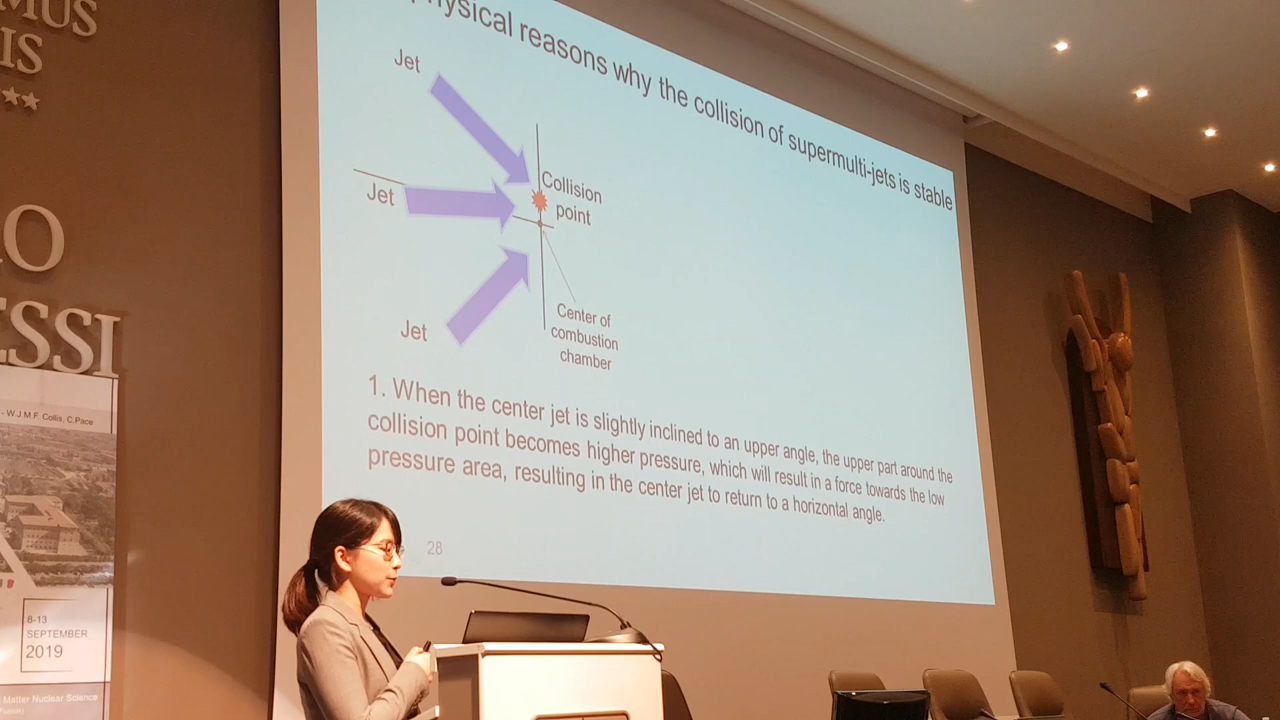 MUS
IS
★★
O
ESSI
- W.J.M.F. Collis, C.Pace
8-13
SEPTEMBER
2019
Matter Nuclear Science
physical reasons why the collision of supermulti-jets is stable
Jet
Jet
Jet
Collision
point
Center of
combustion
chamber
1. When the center jet is slightly inclined to an upper angle, the upper part around the
collision point becomes higher pressure, which will result in a force towards the low
pressure area, resulting in the center jet to return to a horizontal angle.
28